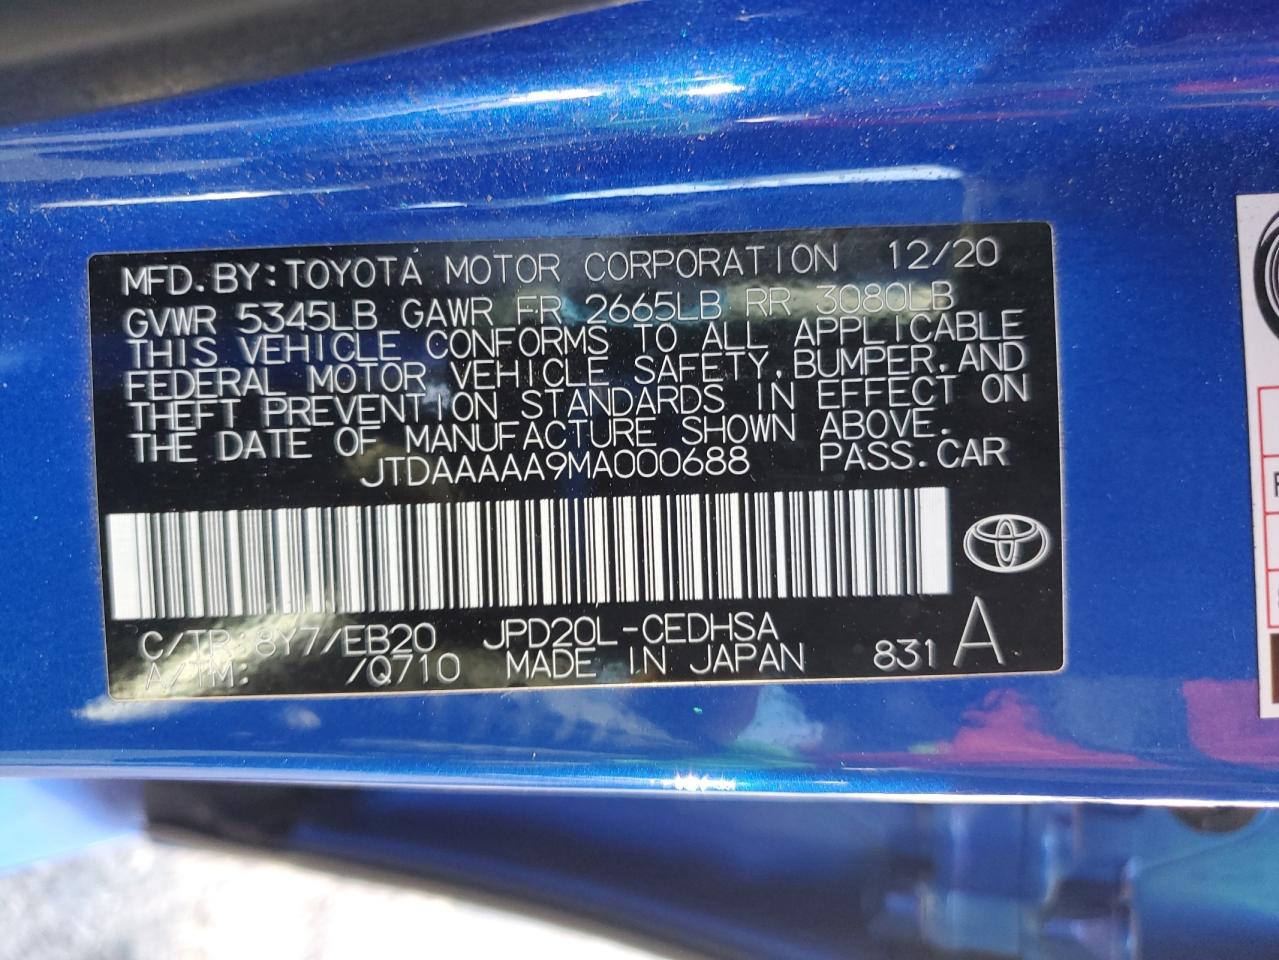 MFD. BY: TOYOTA MOTOR CORPORATION 12/20
GVWR 5345LB GAWR FR 2665LB RR 3080LB
THIS VEHICLE CONFORMS TO ALL APPLICABLE
FEDERAL MOTOR VEHICLE SAFETY, BUMPER, AND
THEFT PREVENTION STANDARDS IN EFFECT ON
THE DATE OF MANUFACTURE SHOWN ABOVE.
JTDAAAAAA9MA000688 PASS. CAR
C/TR: 8Y7/EB20 JPD20L-CEDHSA
A/TM: /Q710 MADE IN JAPAN 831 A